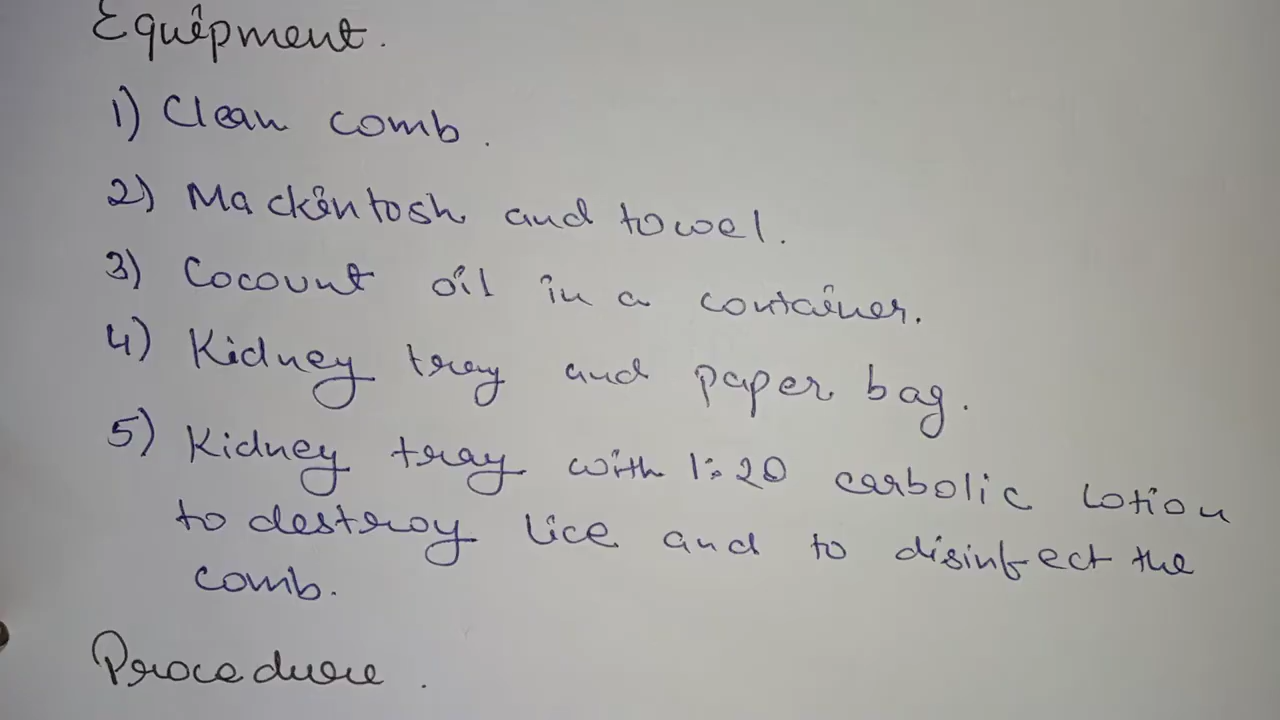 Equipment.
1) Clean comb.
2) Mackintosh and towel.
3) Cocount oil in a container.
4) Kidney tray and paper bag.
5) Kidney tray with 1:20 carbolic lotion
to destroy lice and to disinfect the
comb.
Procedure.